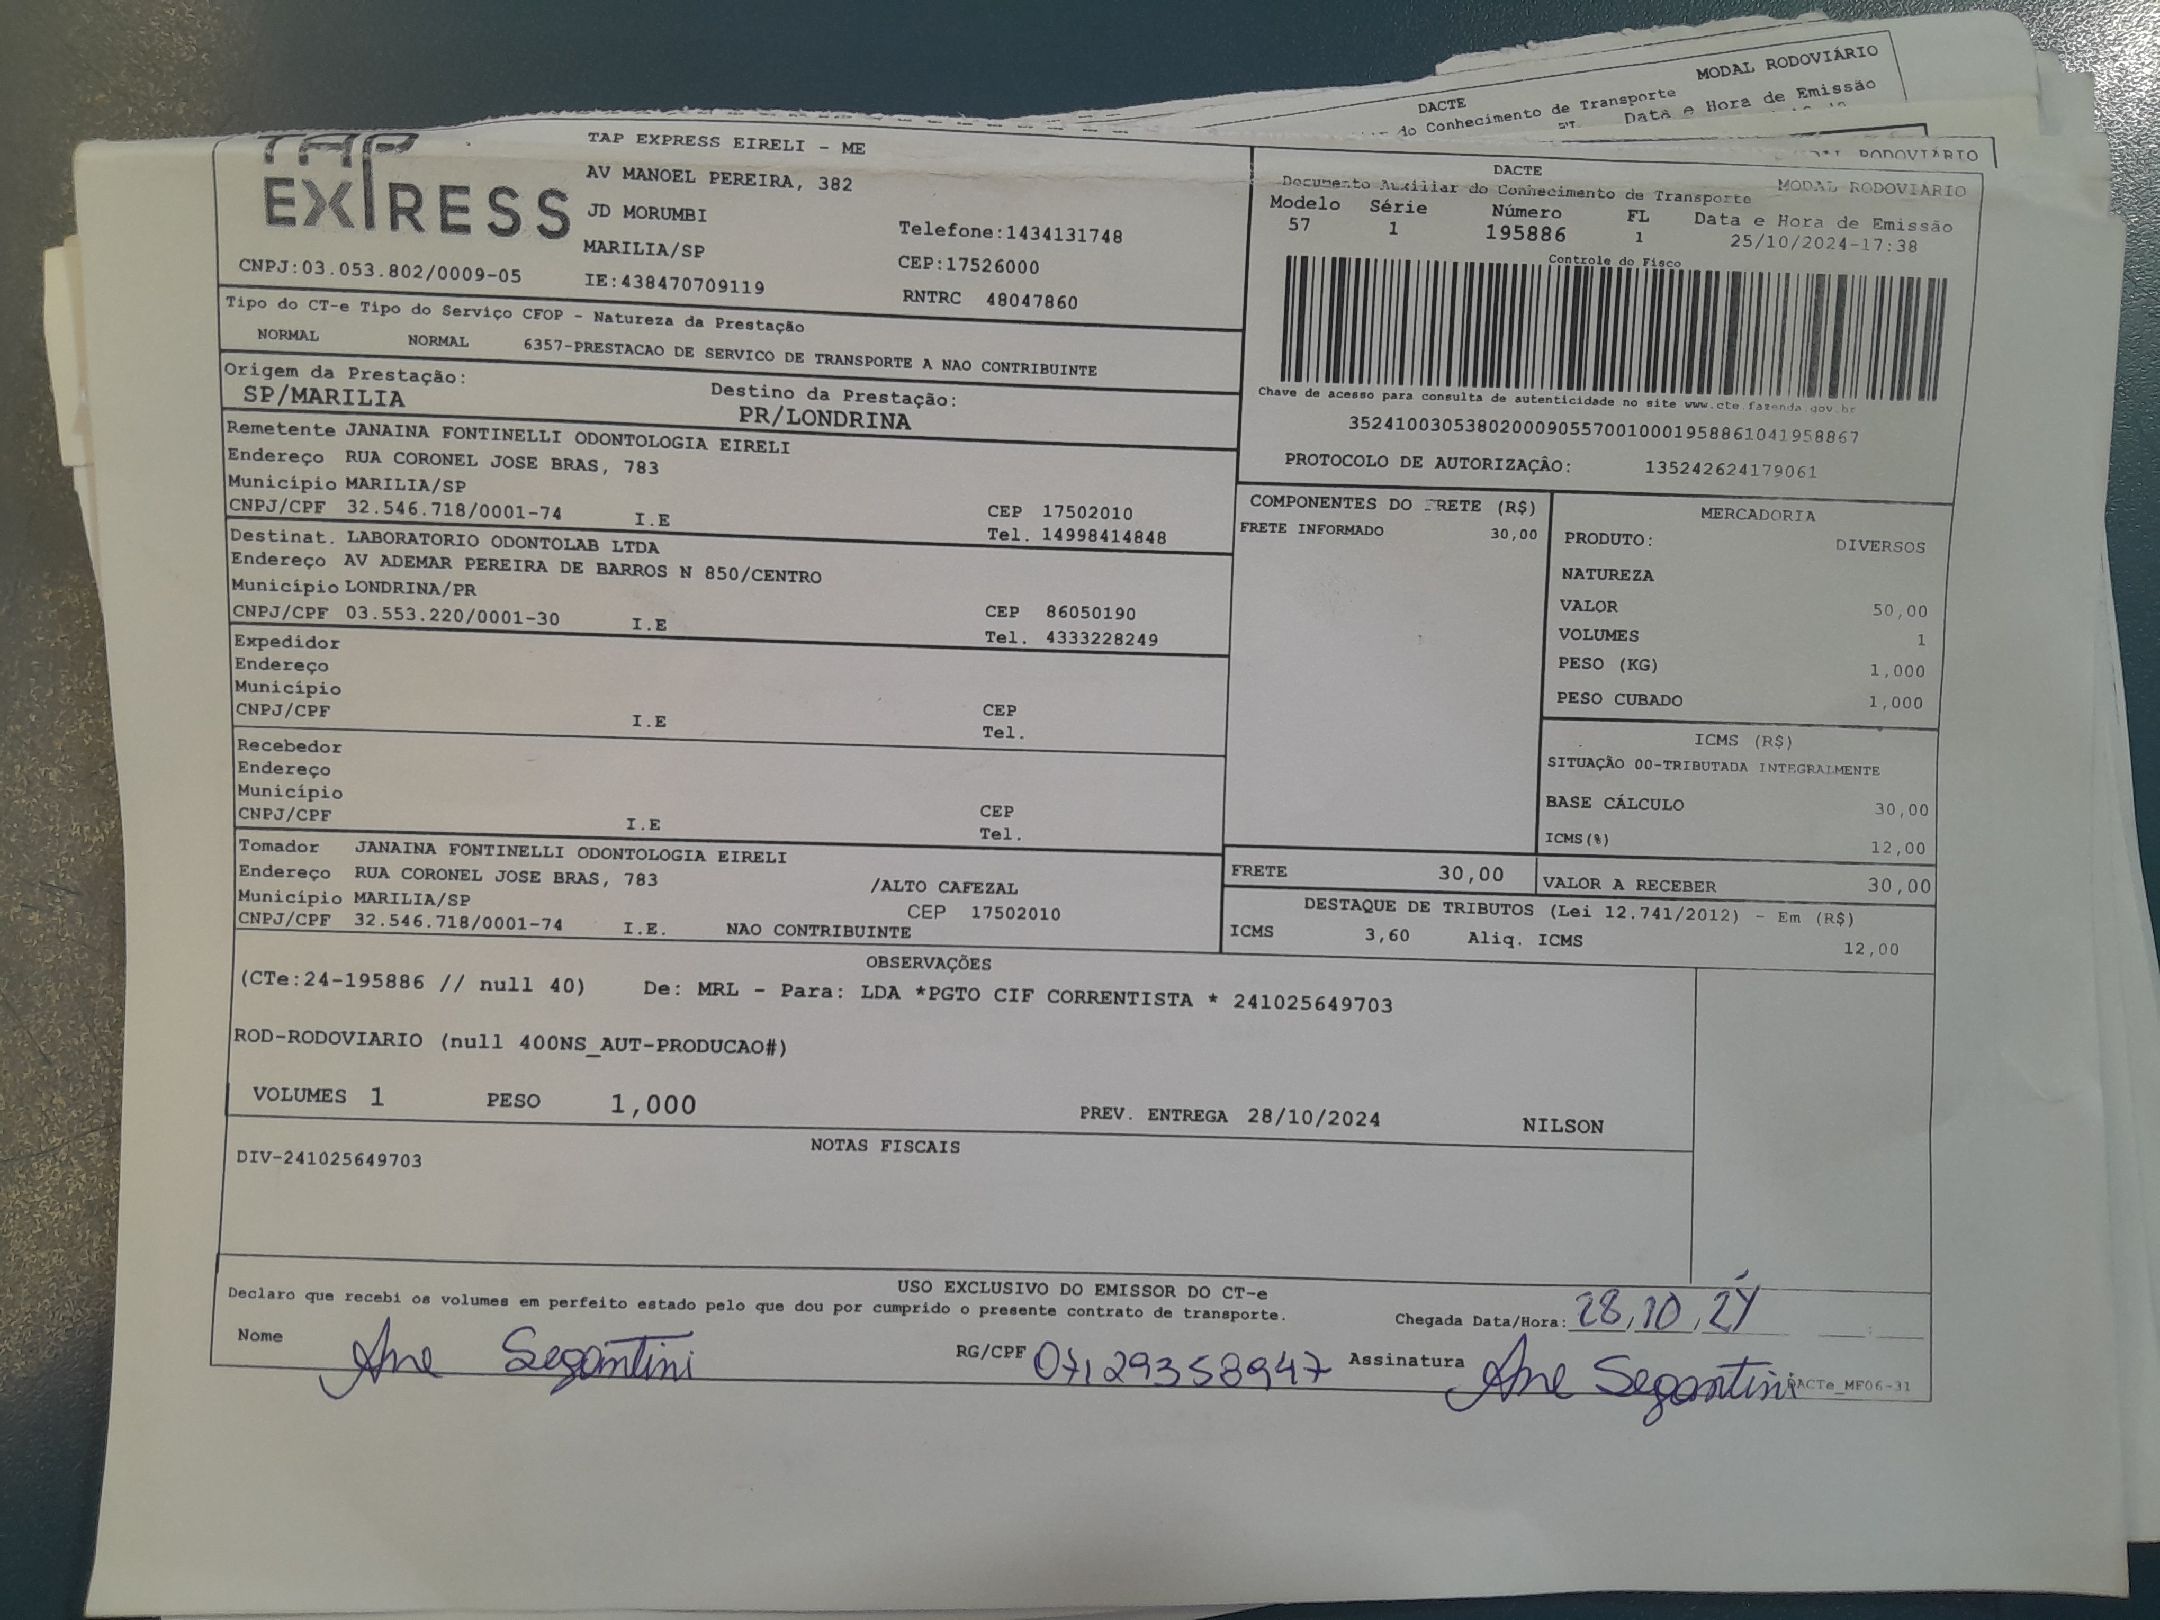 MODAL RODOVIÁRIO
DACTE
do Conhecimento de Transporte
Data e Hora de Emissão
TAP
EXPRESS
TAP EXPRESS EIRELI - ME
AV MANOEL PEREIRA, 382
JD MORUMBI
MARILIA/SP
Telefone:1434131748
CEP:17526000
CNPJ:03.053.802/0009-05
IE:438470709119
RNTRC 48047860
DACTE
Documento Auxiliar do Conhecimento de Transporte
MODAL RODOVIÁRIO
Modelo Série Número FL Data e Hora de Emissão
57 1 195886 1 25/10/2024-17:38
Controle do Fisco
Chave de acesso para consulta de autenticidade no site www.cte.fazenda.gov.br
35241003053802000905570010001958861041958867
PROTOCOLO DE AUTORIZAÇÃO: 135242624179061
Tipo do CT-e Tipo do Serviço CFOP - Natureza da Prestação
NORMAL NORMAL 6357-PRESTACAO DE SERVICO DE TRANSPORTE A NAO CONTRIBUINTE
Origem da Prestação: Destino da Prestação:
SP/MARILIA PR/LONDRINA
Remetente JANAINA FONTINELLI ODONTOLOGIA EIRELI
Endereço RUA CORONEL JOSE BRAS, 783
Município MARILIA/SP CEP 17502010
CNPJ/CPF 32.546.718/0001-74 I.E Tel. 14998414848
Destinat. LABORATORIO ODONTOLAB LTDA
Endereço AV ADEMAR PEREIRA DE BARROS N 850/CENTRO
Município LONDRINA/PR CEP 86050190
CNPJ/CPF 03.553.220/0001-30 I.E Tel. 4333228249
Expedidor
Endereço
Município CEP
CNPJ/CPF I.E Tel.
Recebedor
Endereço
Município CEP
CNPJ/CPF I.E Tel.
Tomador JANAINA FONTINELLI ODONTOLOGIA EIRELI
Endereço RUA CORONEL JOSE BRAS, 783 /ALTO CAFEZAL
Município MARILIA/SP CEP 17502010
CNPJ/CPF 32.546.718/0001-74 I.E. NAO CONTRIBUINTE
COMPONENTES DO FRETE (R$)
FRETE INFORMADO 30,00
MERCADORIA
PRODUTO: DIVERSOS
NATUREZA
VALOR 50,00
VOLUMES 1
PESO (KG) 1,000
PESO CUBADO 1,000
ICMS (R$)
SITUAÇÃO 00-TRIBUTADA INTEGRALMENTE
BASE CÁLCULO 30,00
ICMS(%) 12,00
FRETE 30,00 VALOR A RECEBER 30,00
DESTAQUE DE TRIBUTOS (Lei 12.741/2012) - Em (R$)
ICMS 3,60 Aliq. ICMS 12,00
OBSERVAÇÕES
(CTe:24-195886 // null 40) De: MRL - Para: LDA *PGTO CIF CORRENTISTA * 241025649703
ROD-RODOVIARIO (null 400NS_AUT-PRODUCAO#)
VOLUMES 1 PESO 1,000 PREV. ENTREGA 28/10/2024 NILSON
NOTAS FISCAIS
DIV-241025649703
USO EXCLUSIVO DO EMISSOR DO CT-e
Declaro que recebi os volumes em perfeito estado pelo que dou por cumprido o presente contrato de transporte. Chegada Data/Hora: 28,10,24
Nome Ane Segantini RG/CPF 07129358947 Assinatura Ane Segantini
DACTe_MF06-31